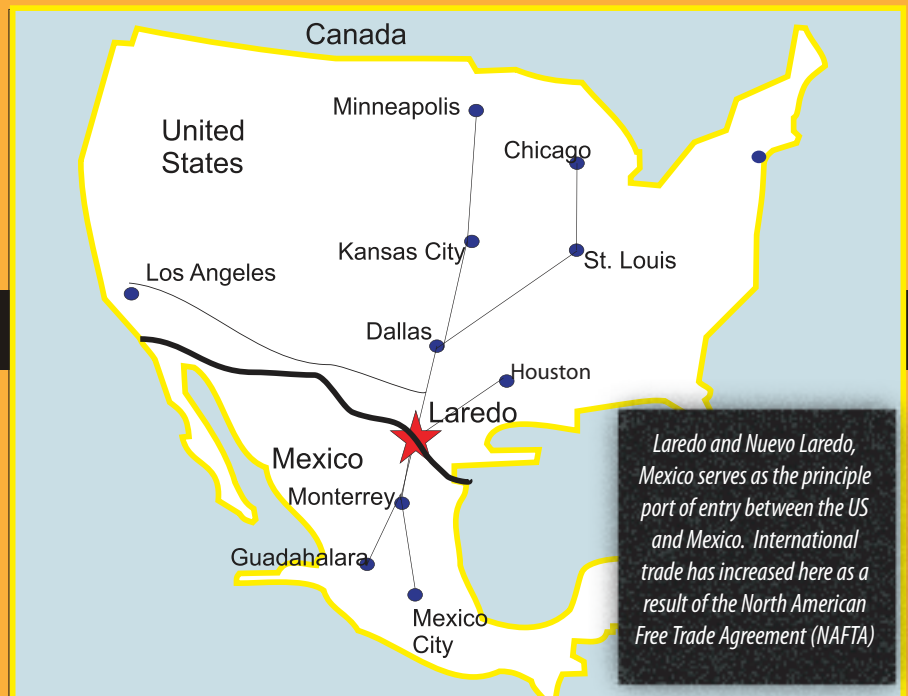 Canada
Minneapolis
United
States
Chicago
Kansas City
St. Louis
Los Angeles
Dallas
Houston
Laredo
Mexico
Monterrey
Guadahalara
Mexico
City
Laredo and Nuevo Laredo,
Mexico serves as the principle
port of entry between the US
and Mexico. International
trade has increased here as a
result of the North American
Free Trade Agreement (NAFTA)